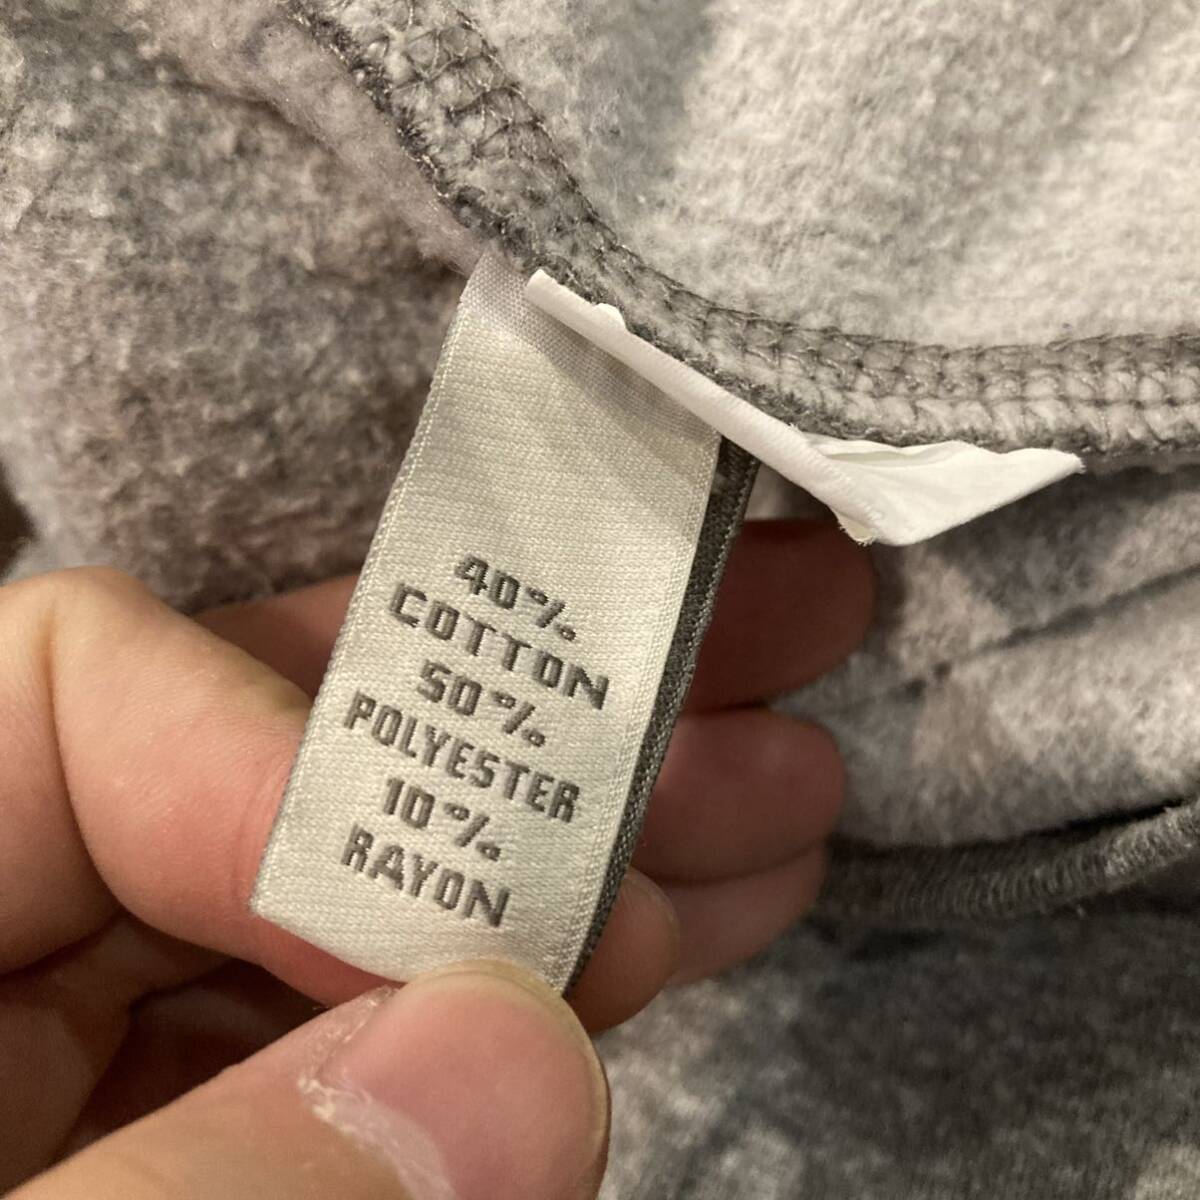 40%
COTTON
50%
POLYESTER
10%
RAYON